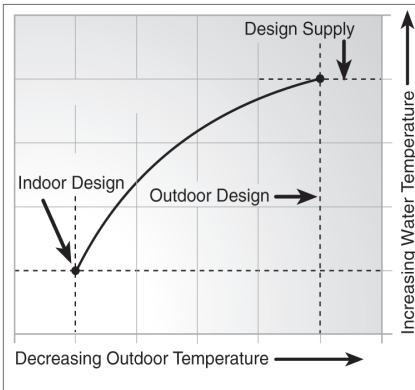 Design Supply
Indoor Design
Outdoor Design
Increasing Water Temperature
Decreasing Outdoor Temperature